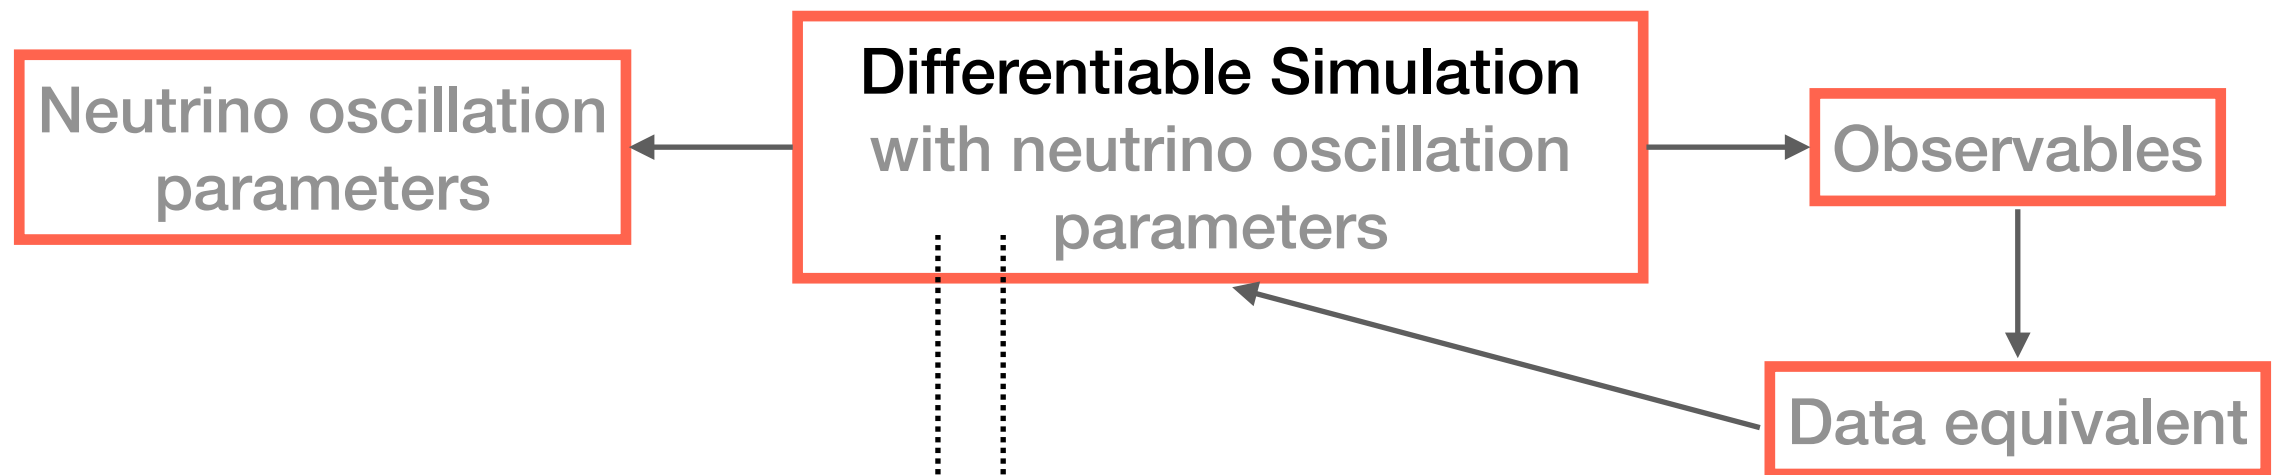 Neutrino oscillation
parameters
Differentiable Simulation
with neutrino oscillation
parameters
Observables
Data equivalent